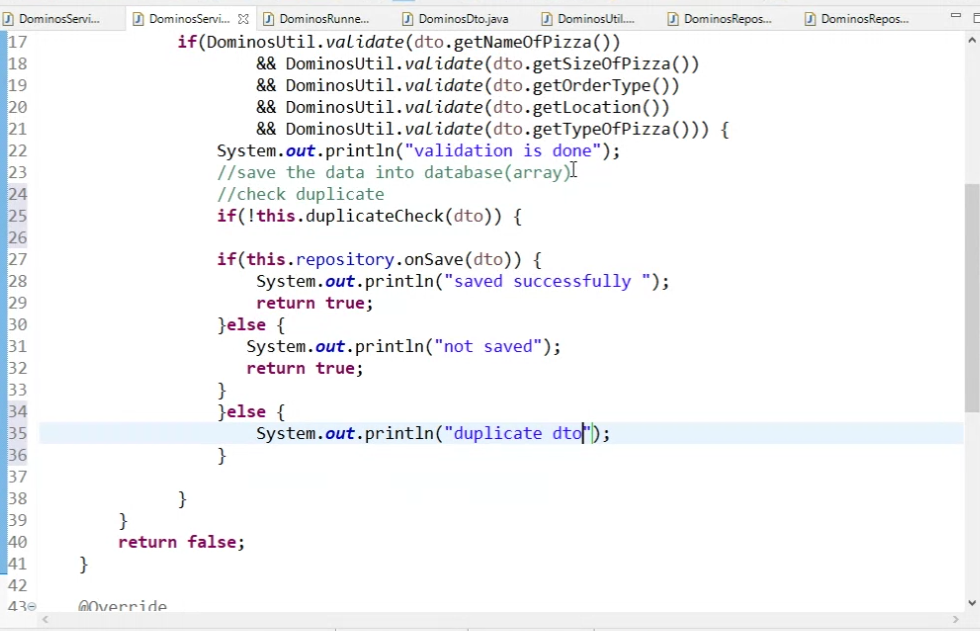 DominosServi... DominosServi... DominosRunne... DominosDto.java DominosUtil.... DominosRepos... DominosRepos...
17 if(DominosUtil.validate(dto.getNameOfPizza())
18 && DominosUtil.validate(dto.getSizeOfPizza())
19 && DominosUtil.validate(dto.getOrderType())
20 && DominosUtil.validate(dto.getLocation())
21 && DominosUtil.validate(dto.getTypeOfPizza())) {
22 System.out.println("validation is done");
23 //save the data into database(array)
24 //check duplicate
25 if(!this.duplicateCheck(dto)) {
26
27 if(this.repository.onSave(dto)) {
28 System.out.println("saved successfully ");
29 return true;
30 }else {
31 System.out.println("not saved");
32 return true;
33 }
34 }else {
35 System.out.println("duplicate dto");
36 }
37
38 }
39 }
40 return false;
41 }
42
43 @Override